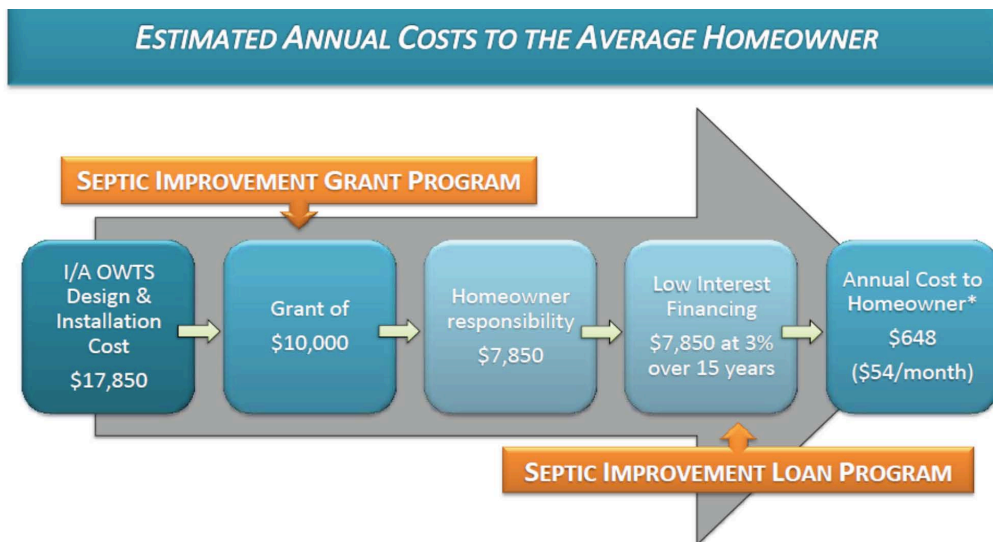 ESTIMATED ANNUAL COSTS TO THE AVERAGE HOMEOWNER
SEPTIC IMPROVEMENT GRANT PROGRAM
I/A OWTS
Design &
Installation
Cost
$17,850
Grant of
$10,000
Homeowner
responsibility
$7,850
Low Interest
Financing
$7,850 at 3%
over 15 years
Annual Cost to
Homeowner*
$648
($54/month)
SEPTIC IMPROVEMENT LOAN PROGRAM